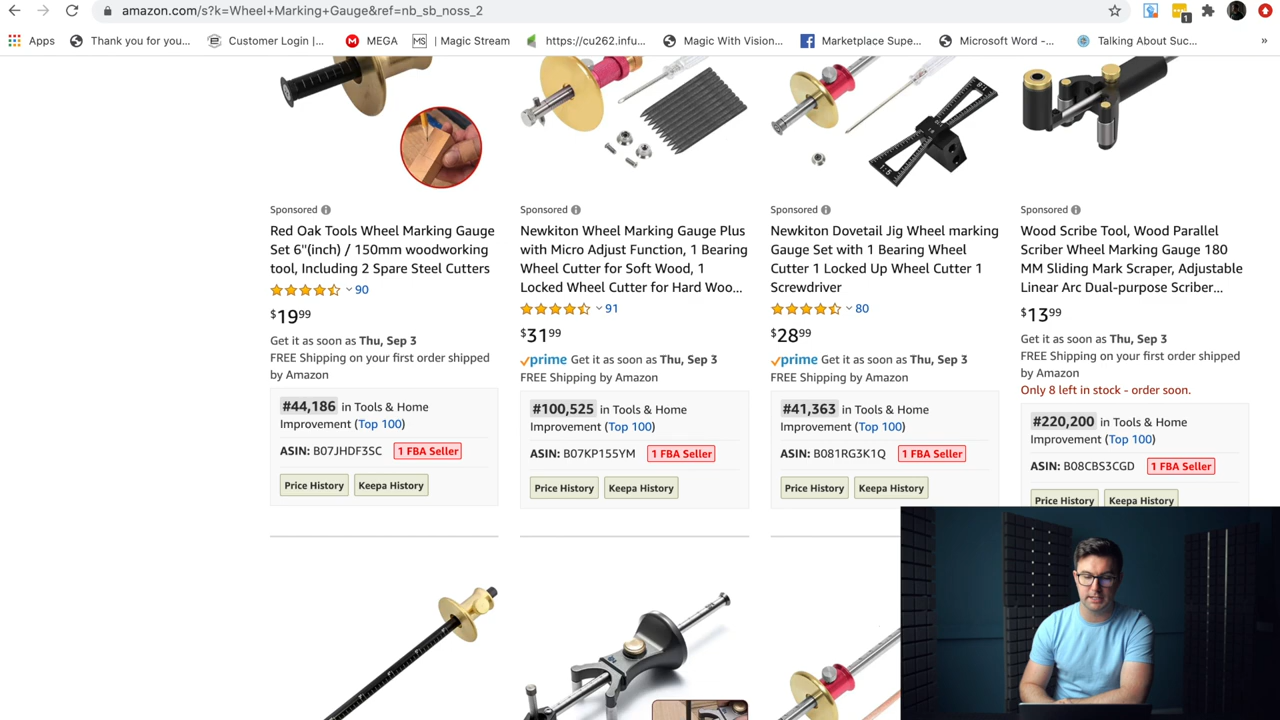 amazon.com/s?k=Wheel+Marking+Gauge&ref=nb_sb_noss_2
1
Apps
Thank you for you...
Customer Login |...
MEGA
MS | Magic Stream
https://cu262.infu...
Magic With Vision...
Marketplace Supe...
Microsoft Word -...
Talking About Suc...
»
Sponsored
Red Oak Tools Wheel Marking Gauge
Set 6"(inch) / 150mm woodworking
tool, Including 2 Spare Steel Cutters
90
$19 99
Get it as soon as Thu, Sep 3
FREE Shipping on your first order shipped
by Amazon
#44,186 in Tools & Home
Improvement (Top 100)
ASIN: B07JHDF3SC 1 FBA Seller
Price History Keepa History
Sponsored
Newkiton Wheel Marking Gauge Plus
with Micro Adjust Function, 1 Bearing
Wheel Cutter for Soft Wood, 1
Locked Wheel Cutter for Hard Woo...
91
$31 99
prime Get it as soon as Thu, Sep 3
FREE Shipping by Amazon
#100,525 in Tools & Home
Improvement (Top 100)
ASIN: B07KP155YM 1 FBA Seller
Price History Keepa History
Sponsored
Newkiton Dovetail Jig Wheel marking
Gauge Set with 1 Bearing Wheel
Cutter 1 Locked Up Wheel Cutter 1
Screwdriver
80
$28 99
prime Get it as soon as Thu, Sep 3
FREE Shipping by Amazon
#41,363 in Tools & Home
Improvement (Top 100)
ASIN: B081RG3K1Q 1 FBA Seller
Price History Keepa History
Sponsored
Wood Scribe Tool, Wood Parallel
Scriber Wheel Marking Gauge 180
MM Sliding Mark Scraper, Adjustable
Linear Arc Dual-purpose Scriber...
$13 99
Get it as soon as Thu, Sep 3
FREE Shipping on your first order shipped
by Amazon
Only 8 left in stock - order soon.
#220,200 in Tools & Home
Improvement (Top 100)
ASIN: B08CBS3CGD 1 FBA Seller
Price History Keepa History